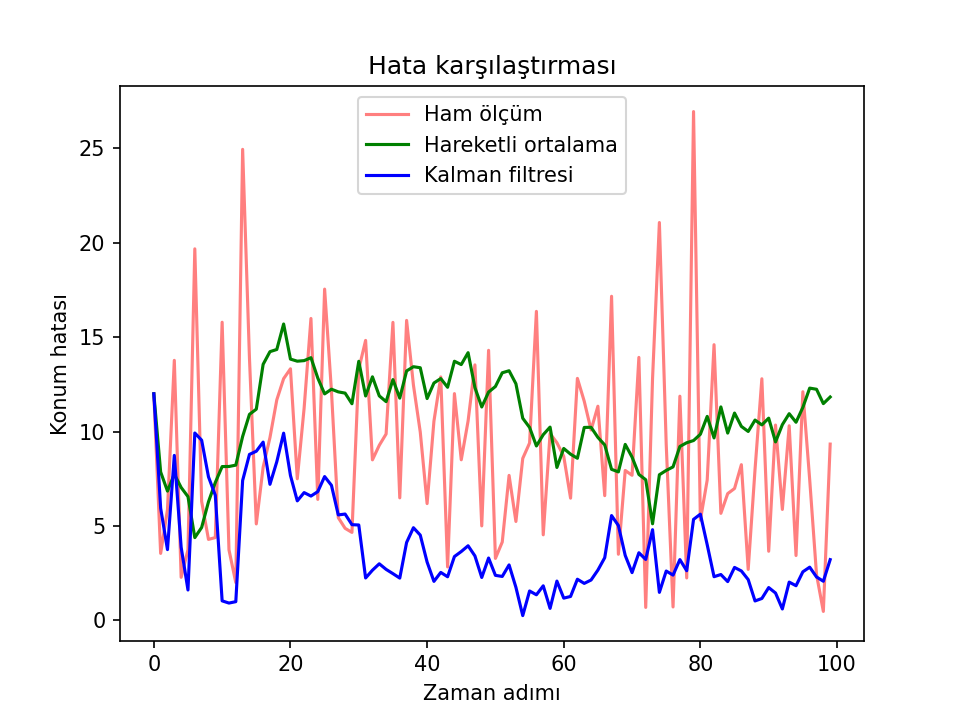 Hata karşılaştırması
Ham ölçüm
Hareketli ortalama
Kalman filtresi
Konum hatası
25
20
15
10
5
0
0 20 40 60 80 100
Zaman adımı